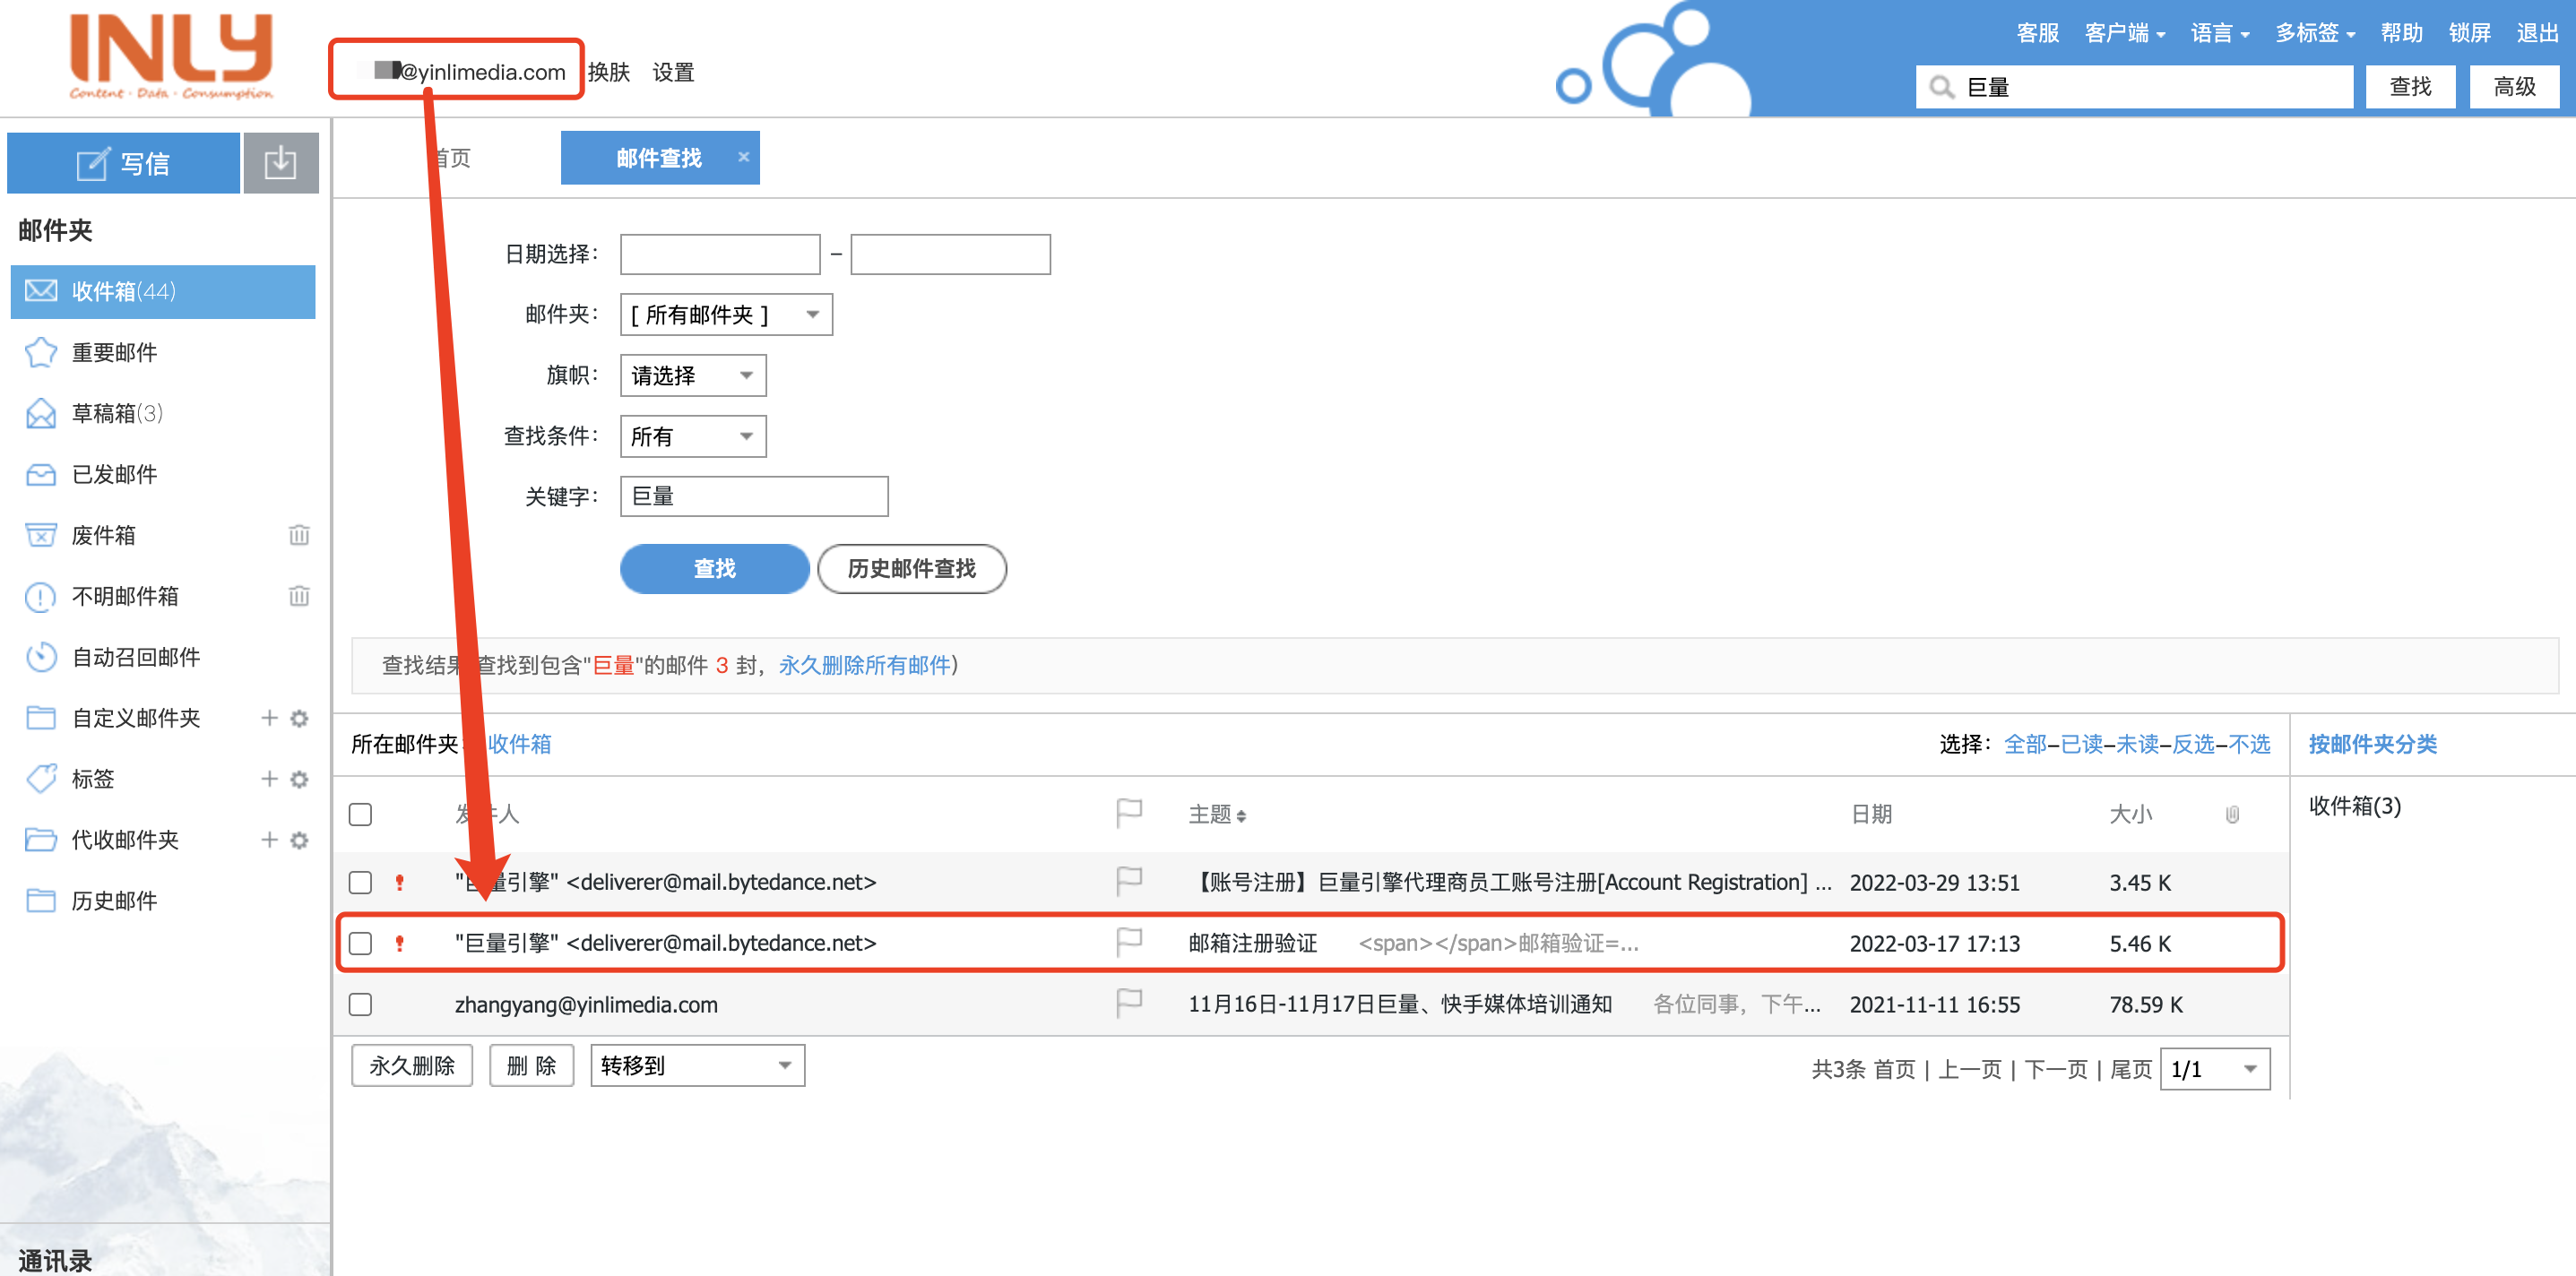 INLY
Content · Data · Consumption
@yinlimedia.com 换肤 设置
客服 客户端 语言 多标签 帮助 锁屏 退出
巨量 查找 高级
写信
首页 邮件查找 ×
邮件夹
收件箱(44)
重要邮件
草稿箱(3)
已发邮件
废件箱
不明邮件箱
自动召回邮件
自定义邮件夹
标签
代收邮件夹
历史邮件
通讯录
日期选择： –
邮件夹： [ 所有邮件夹 ]
旗帜： 请选择
查找条件： 所有
关键字： 巨量
查找 历史邮件查找
查找结果 查找到包含"巨量"的邮件 3 封，永久删除所有邮件)
所在邮件夹： 收件箱 选择： 全部–已读–未读–反选–不选 按邮件夹分类
发件人 主题 日期 大小
收件箱(3)
"巨量引擎" <deliverer@mail.bytedance.net> 【账号注册】巨量引擎代理商员工账号注册[Account Registration] ... 2022-03-29 13:51 3.45 K
"巨量引擎" <deliverer@mail.bytedance.net> 邮箱注册验证 <span></span>邮箱验证=... 2022-03-17 17:13 5.46 K
zhangyang@yinlimedia.com 11月16日-11月17日巨量、快手媒体培训通知 各位同事，下午... 2021-11-11 16:55 78.59 K
永久删除 删 除 转移到 共3条 首页 | 上一页 | 下一页 | 尾页 1/1